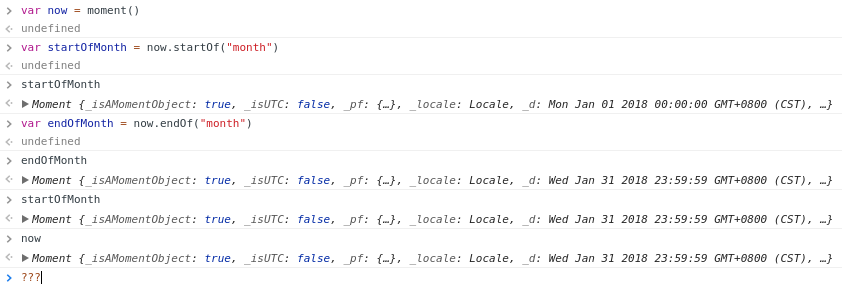 var now = moment()
undefined
var startOfMonth = now.startOf("month")
undefined
startOfMonth
Moment {_isAMomentObject: true, _isUTC: false, _pf: {…}, _locale: Locale, _d: Mon Jan 01 2018 00:00:00 GMT+0800 (CST), …}
var endOfMonth = now.endOf("month")
undefined
endOfMonth
Moment {_isAMomentObject: true, _isUTC: false, _pf: {…}, _locale: Locale, _d: Wed Jan 31 2018 23:59:59 GMT+0800 (CST), …}
startOfMonth
Moment {_isAMomentObject: true, _isUTC: false, _pf: {…}, _locale: Locale, _d: Wed Jan 31 2018 23:59:59 GMT+0800 (CST), …}
now
Moment {_isAMomentObject: true, _isUTC: false, _pf: {…}, _locale: Locale, _d: Wed Jan 31 2018 23:59:59 GMT+0800 (CST), …}
???